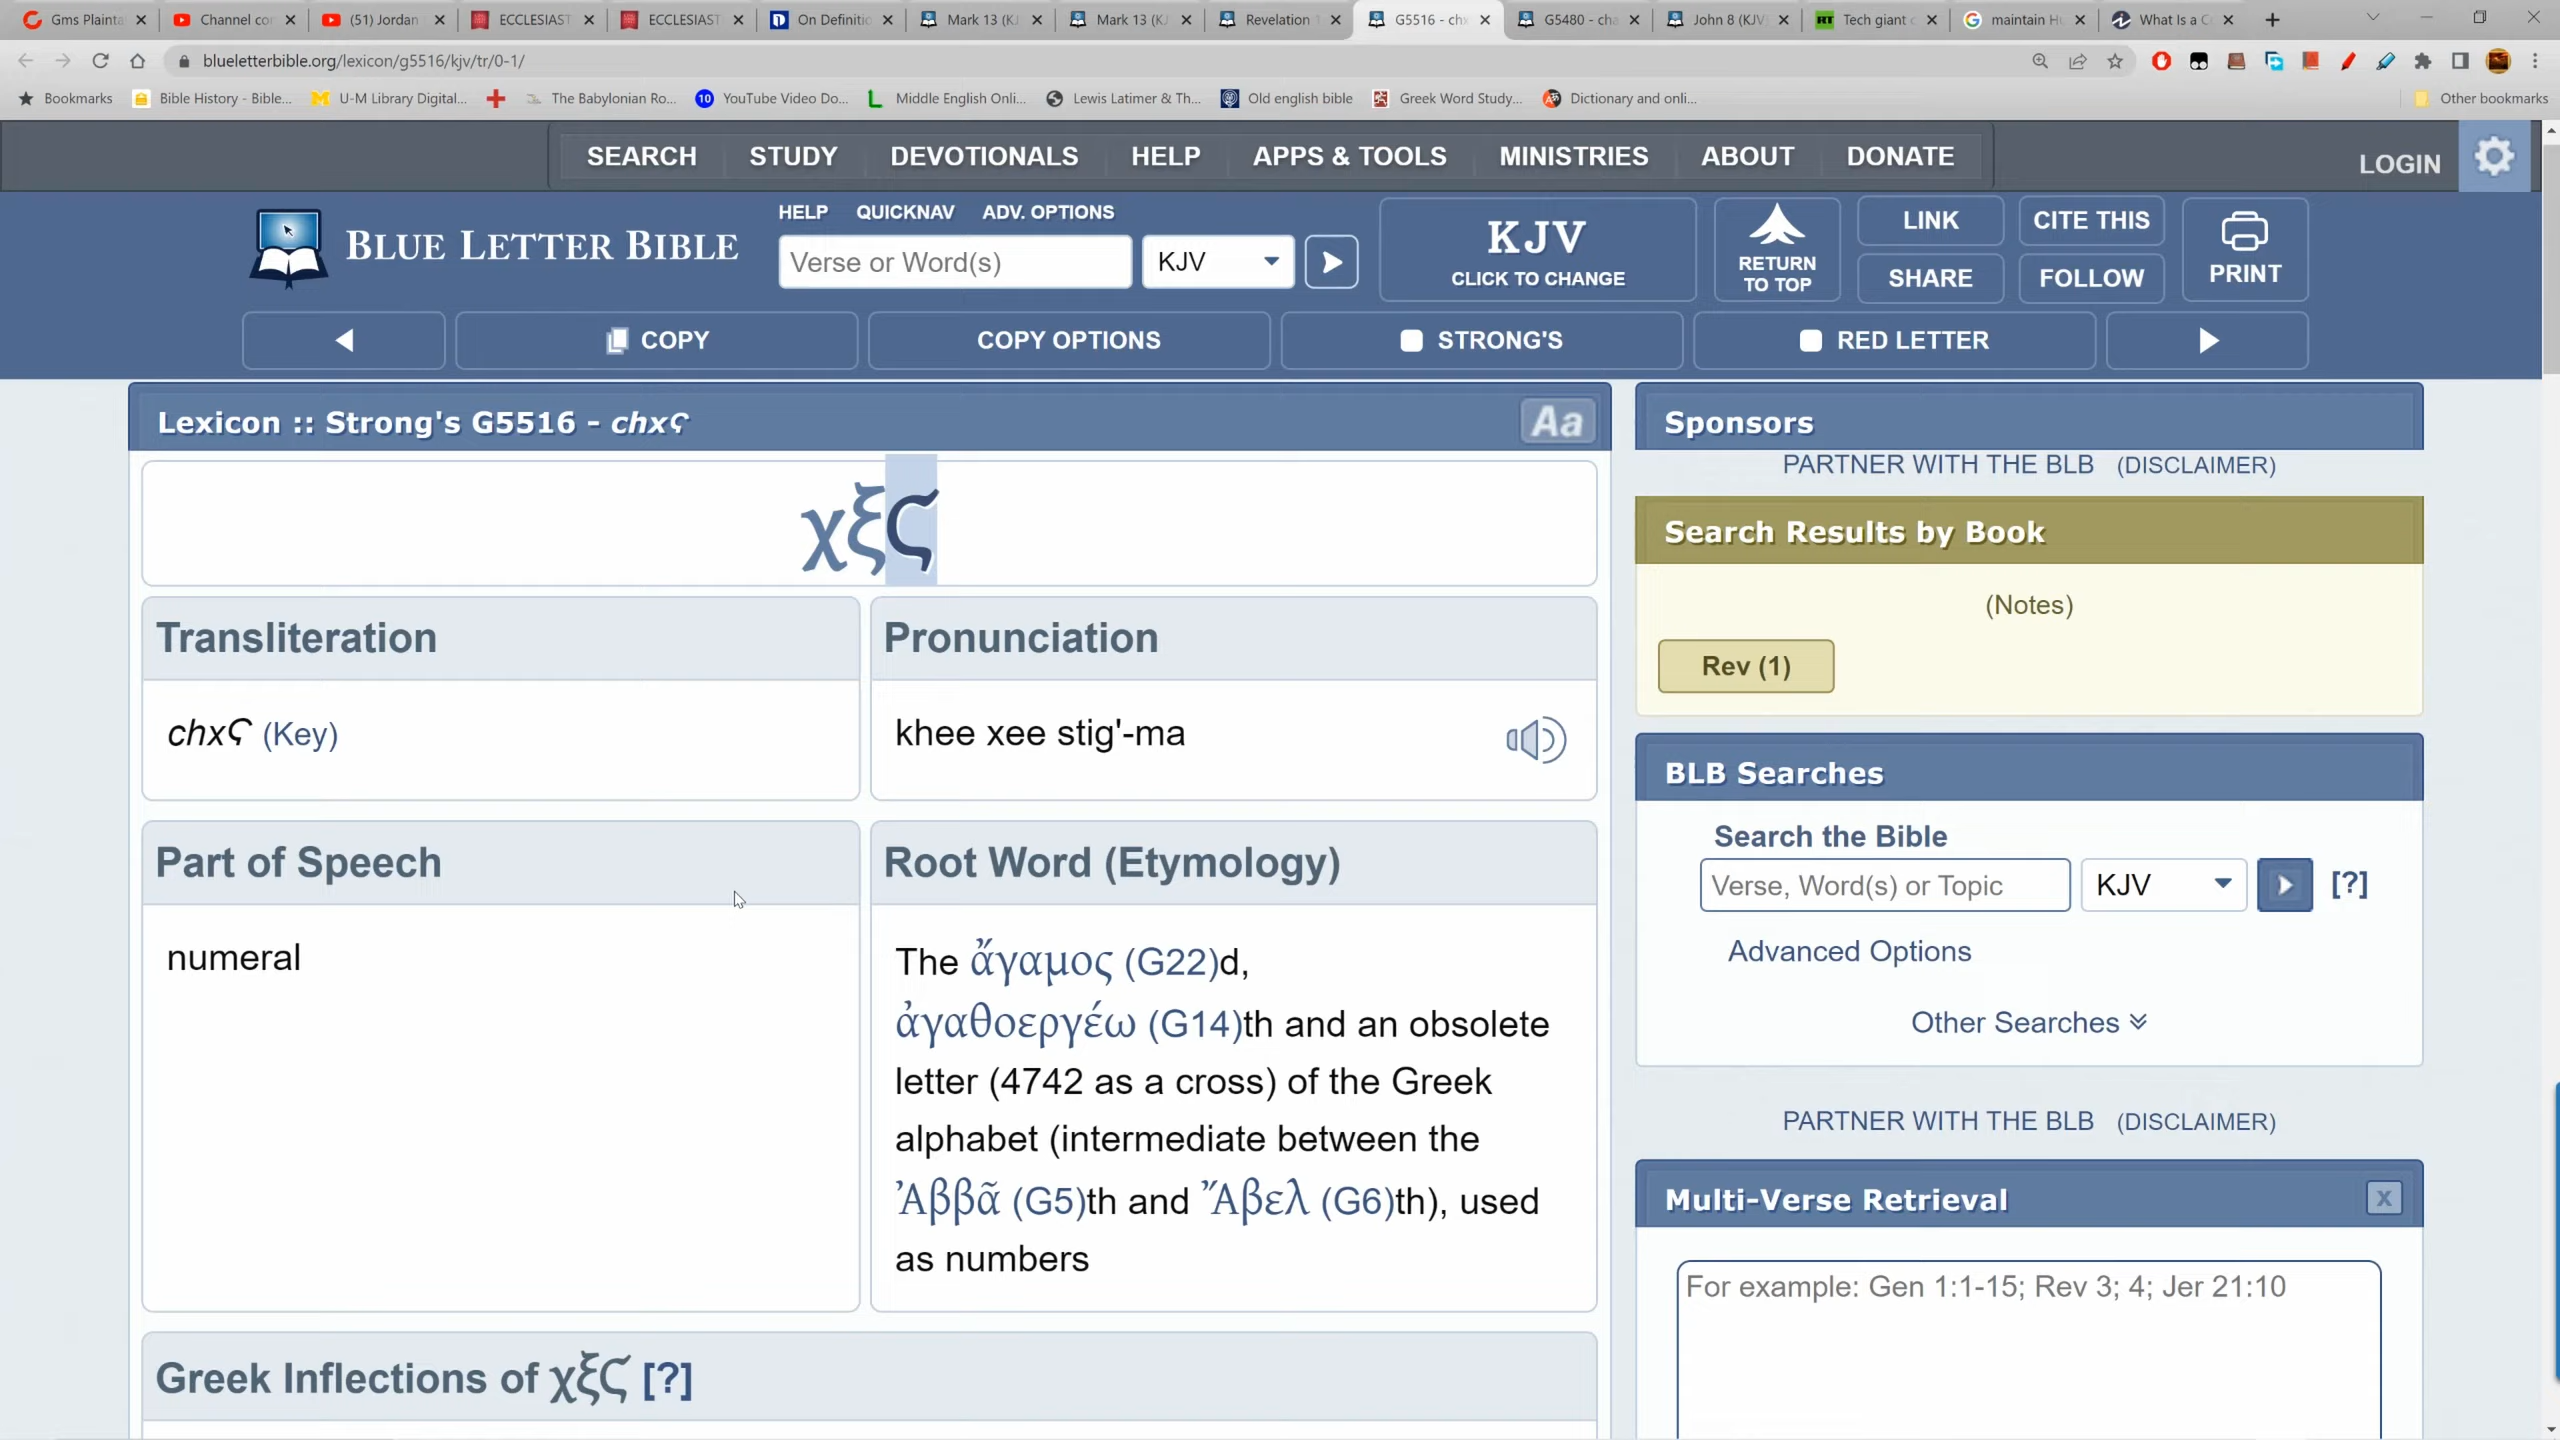 Gms Plainta
Channel con
(51) Jordan
ECCLESIAST
ECCLESIAST
On Definitio
Mark 13 (KJ
Mark 13 (KJ
Revelation 1
G5516 - chx
G5480 - cha
John 8 (KJV
Tech giant c
maintain Hu
What Is a C
blueletterbible.org/lexicon/g5516/kjv/tr/0-1/
Bookmarks
Bible History - Bible...
U-M Library Digital...
The Babylonian Ro...
10 YouTube Video Do...
Middle English Onli...
Lewis Latimer & Th...
Old english bible
Greek Word Study...
Dictionary and onli...
Other bookmarks
SEARCH STUDY DEVOTIONALS HELP APPS & TOOLS MINISTRIES ABOUT DONATE
LOGIN
BLUE LETTER BIBLE
HELP QUICKNAV ADV. OPTIONS
Verse or Word(s)
KJV
KJV
CLICK TO CHANGE
RETURN
TO TOP
LINK
CITE THIS
SHARE
FOLLOW
PRINT
COPY
COPY OPTIONS
STRONG'S
RED LETTER
Lexicon :: Strong's G5516 - chxϛ
Aa
χξϛ
Transliteration
chxϚ (Key)
Pronunciation
khee xee stig'-ma
Part of Speech
numeral
Root Word (Etymology)
The ἄγαμος (G22)d,
ἀγαθοεργέω (G14)th and an obsolete
letter (4742 as a cross) of the Greek
alphabet (intermediate between the
Ἀββᾶ (G5)th and Ἄβελ (G6)th), used
as numbers
Greek Inflections of χξϛ [?]
Sponsors
PARTNER WITH THE BLB (DISCLAIMER)
Search Results by Book
(Notes)
Rev (1)
BLB Searches
Search the Bible
Verse, Word(s) or Topic
KJV
[?]
Advanced Options
Other Searches
PARTNER WITH THE BLB (DISCLAIMER)
Multi-Verse Retrieval
x
For example: Gen 1:1-15; Rev 3; 4; Jer 21:10